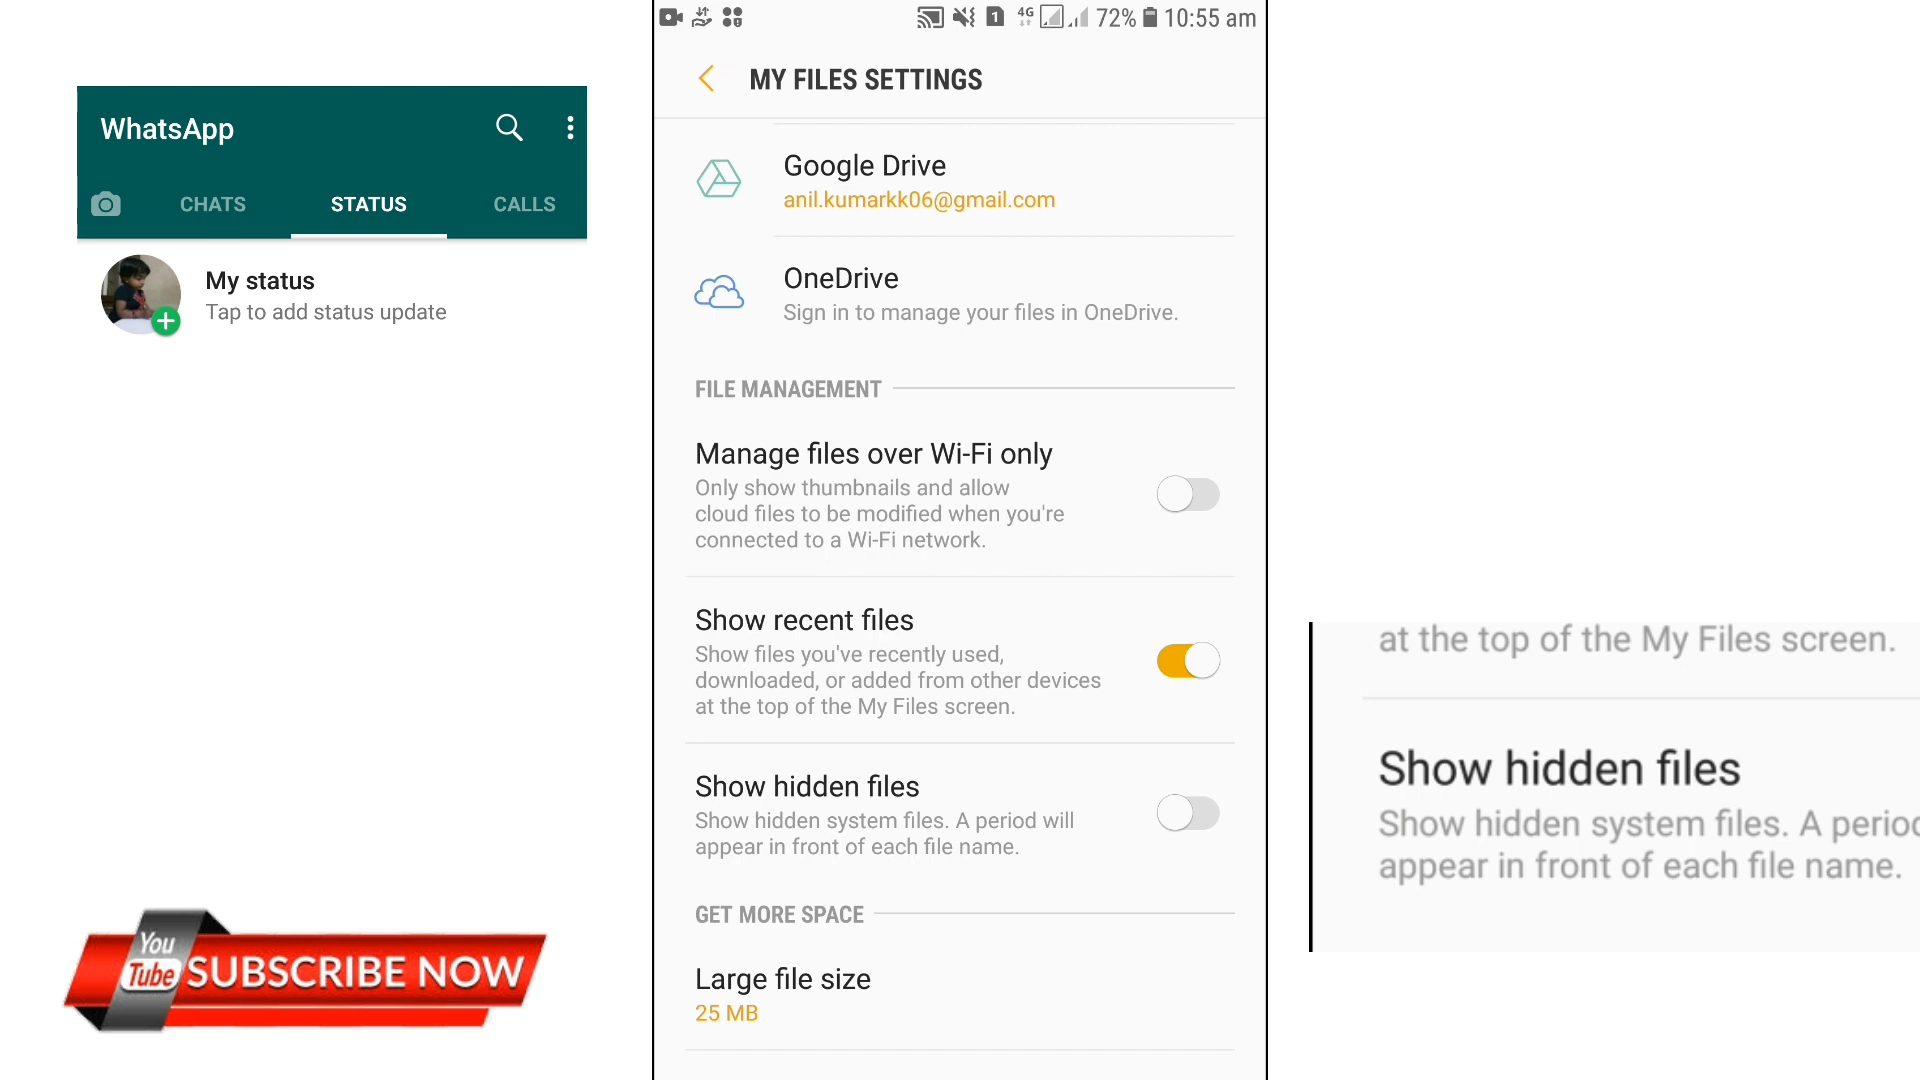 WhatsApp
CHATS STATUS CALLS
My status
Tap to add status update
You
Tube SUBSCRIBE NOW
1 4G 72% 10:55 am
MY FILES SETTINGS
Google Drive
anil.kumarkk06@gmail.com
OneDrive
Sign in to manage your files in OneDrive.
FILE MANAGEMENT
Manage files over Wi-Fi only
Only show thumbnails and allow
cloud files to be modified when you're
connected to a Wi-Fi network.
Show recent files
Show files you've recently used,
downloaded, or added from other devices
at the top of the My Files screen.
Show hidden files
Show hidden system files. A period will
appear in front of each file name.
GET MORE SPACE
Large file size
25 MB
at the top of the My Files screen.
Show hidden files
Show hidden system files. A period
appear in front of each file name.